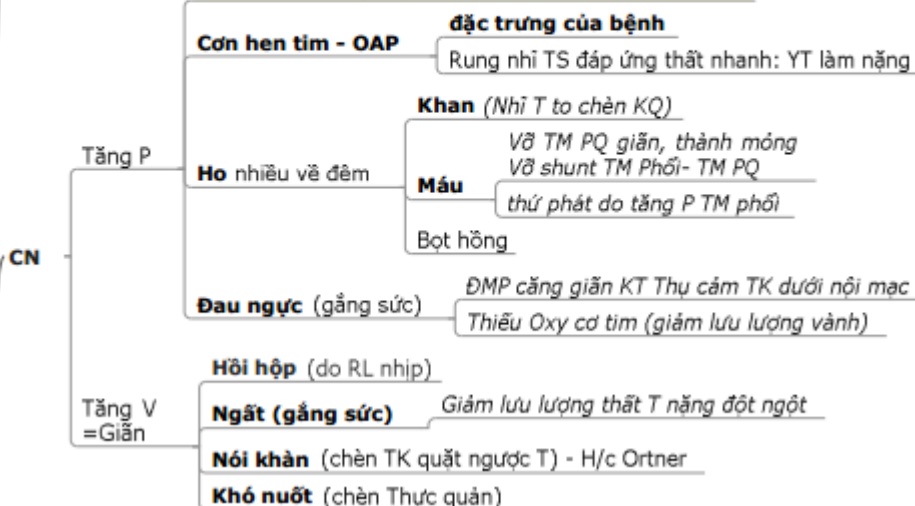 đặc trưng của bệnh
Cơn hen tim - OAP
Rung nhĩ TS đáp ứng thất nhanh: YT làm nặng
Khan (Nhĩ T to chèn KQ)
Tăng P
Vỡ TM PQ giãn, thành mỏng
Vỡ shunt TM Phổi- TM PQ
Ho nhiều về đêm
Máu
thứ phát do tăng P TM phổi
Bọt hồng
CN
ĐMP căng giãn KT Thụ cảm TK dưới nội mạc
Đau ngực (gắng sức)
Thiếu Oxy cơ tim (giảm lưu lượng vành)
Hồi hộp (do RL nhịp)
Tăng V
=Giãn
Ngất (gắng sức)
Giảm lưu lượng thất T nặng đột ngột
Nói khàn (chèn TK quặt ngược T) - H/c Ortner
Khó nuốt (chèn Thực quản)